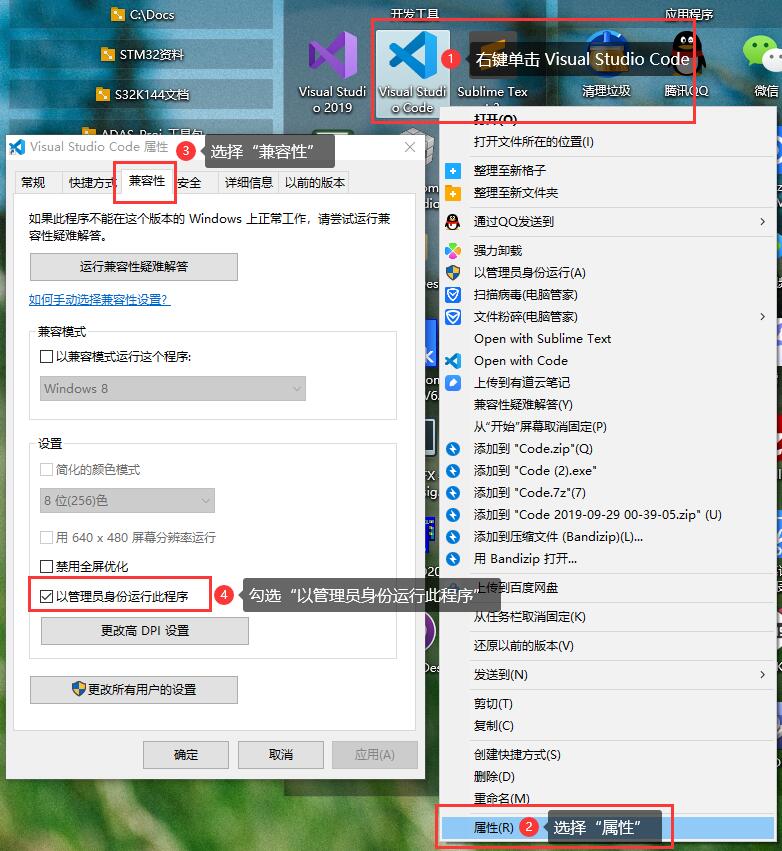 C:\Docs
STM32资料
S32K144文档
ADAS_Proj_工具包
开发工具
应用程序
Visual Studi
o 2019
Visual Studi
o Code
Sublime Tex
清理垃圾
腾讯QQ
微信
1 右键单击 Visual Studio Code
Visual Studio Code 属性
3 选择“兼容性”
常规
快捷方式
兼容性
安全
详细信息
以前的版本
如果此程序不能在这个版本的 Windows 上正常工作，请尝试运行兼
容性疑难解答。
运行兼容性疑难解答
如何手动选择兼容性设置?
兼容模式
以兼容模式运行这个程序:
Windows 8
设置
简化的颜色模式
8 位(256)色
用 640 x 480 屏幕分辨率运行
禁用全屏优化
以管理员身份运行此程序
4 勾选“以管理员身份运行此程序”
更改高 DPI 设置
更改所有用户的设置
确定
取消
应用(A)
打开(O)
打开文件所在的位置(I)
整理至新格子
整理至新文件夹
通过QQ发送到
强力卸载
以管理员身份运行(A)
扫描病毒(电脑管家)
文件粉碎(电脑管家)
Open with Sublime Text
Open with Code
上传到有道云笔记
兼容性疑难解答(Y)
从"开始"屏幕取消固定(P)
添加到 "Code.zip"(Q)
添加到 "Code (2).exe"
添加到 "Code.7z"(7)
添加到 "Code 2019-09-29 00-39-05.zip" (U)
添加到压缩文件 (Bandizip)(L)...
用 Bandizip 打开...
上传到百度网盘
从任务栏取消固定(K)
还原以前的版本(V)
发送到(N)
剪切(T)
复制(C)
创建快捷方式(S)
删除(D)
重命名(M)
属性(R)
2 选择“属性”